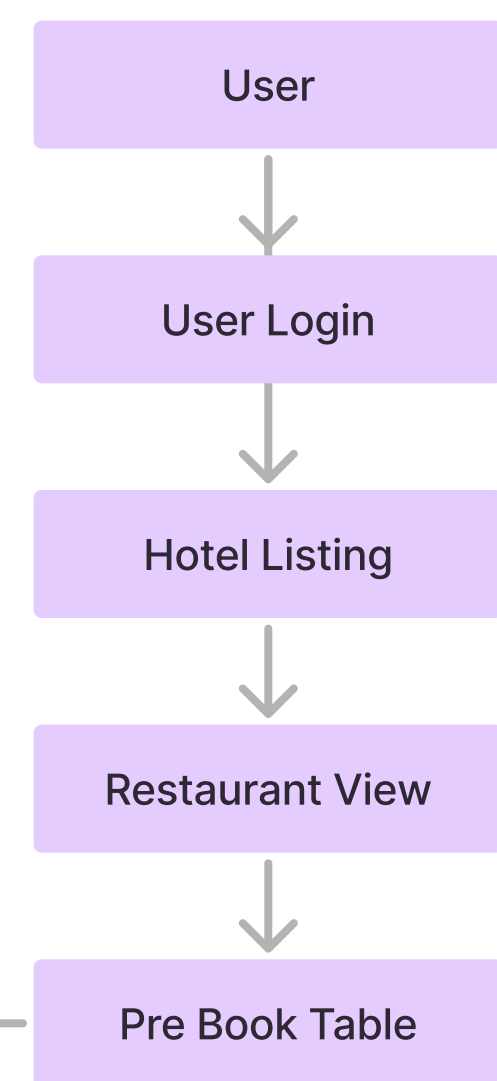 User
User Login
Hotel Listing
Restaurant View
Pre Book Table